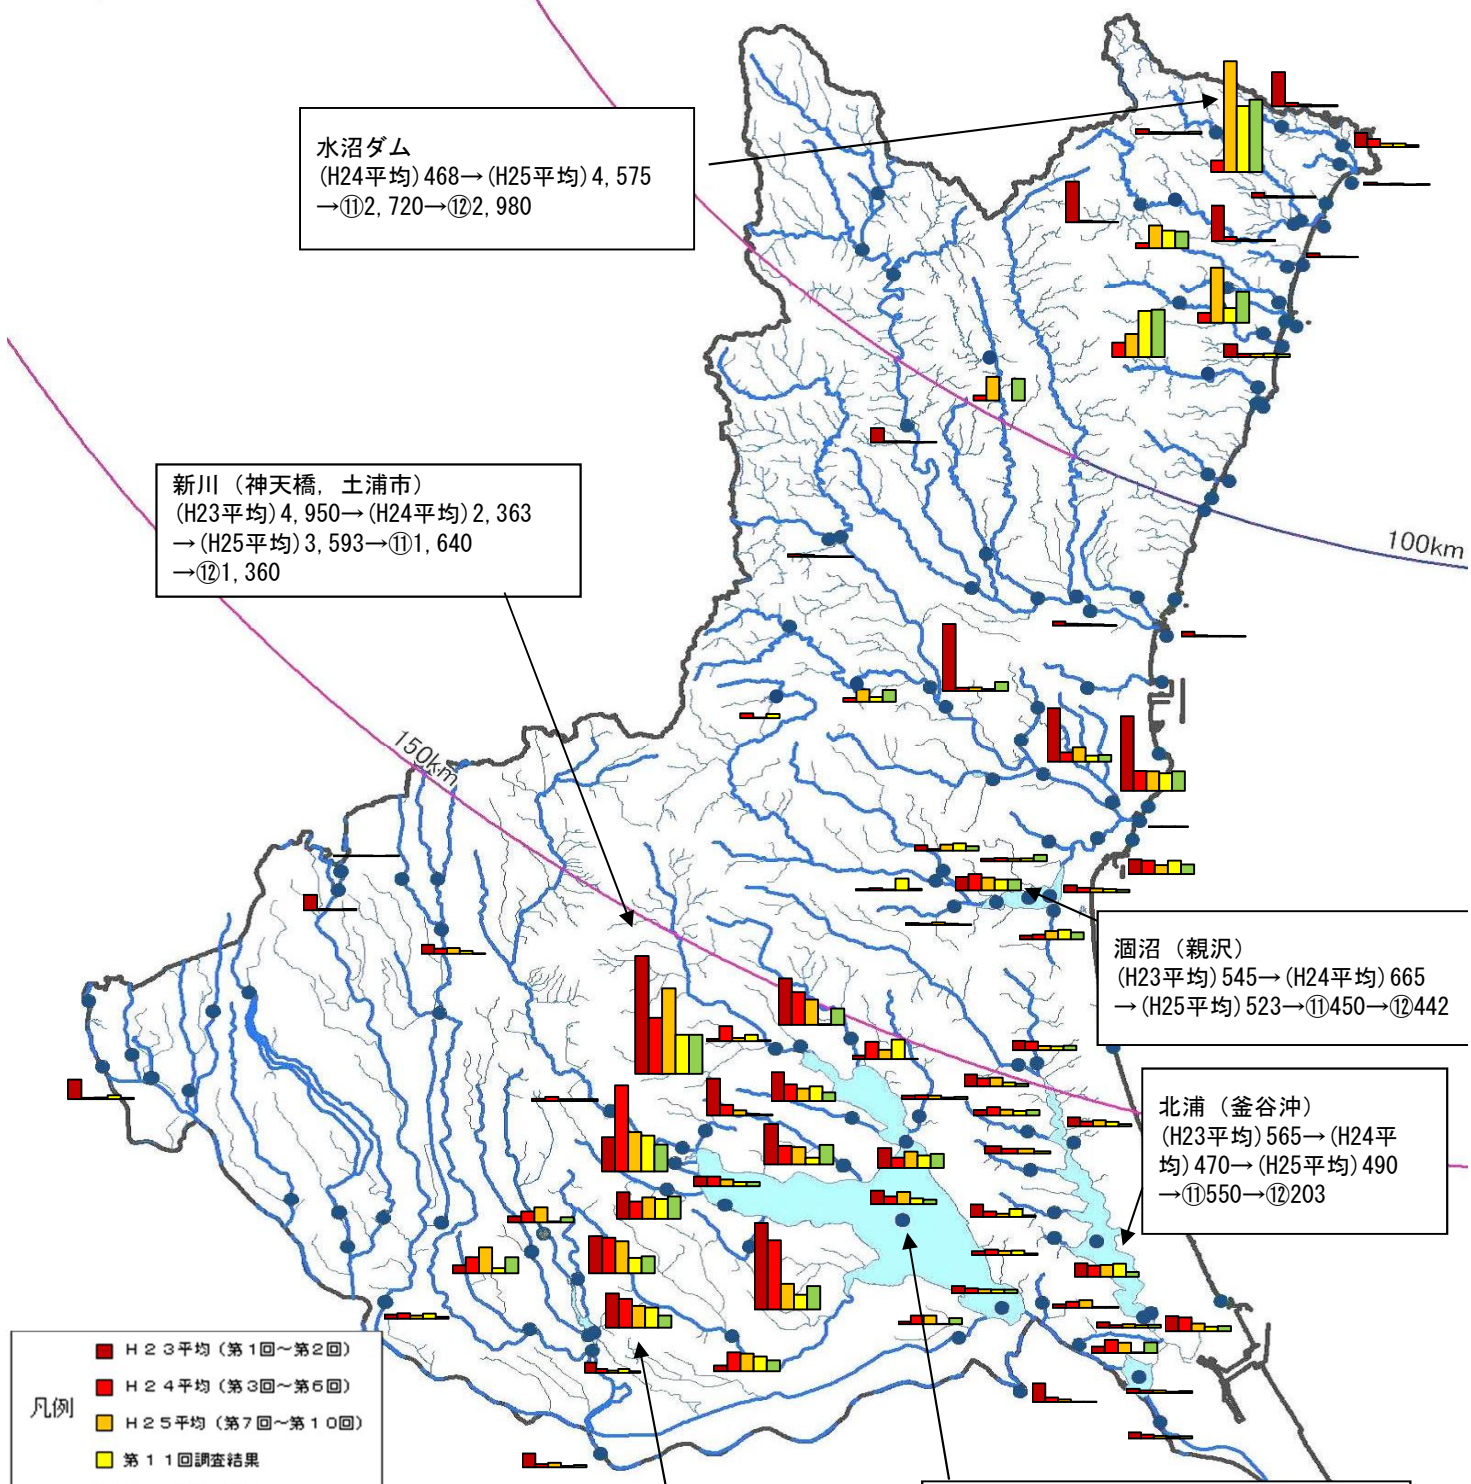 水沼ダム
(H24平均)468→(H25平均)4,575
→⑪2,720→⑫2,980
新川（神天橋，土浦市）
(H23平均)4,950→(H24平均)2,363
→(H25平均)3,593→⑪1,640
→⑫1,360
100km
150km
涸沼（親沢）
(H23平均)545→(H24平均)665
→(H25平均)523→⑪450→⑫442
北浦（釜谷沖）
(H23平均)565→(H24平
均)470→(H25平均)490
→⑪550→⑫203
凡例
Ｈ２３平均（第１回～第２回）
Ｈ２４平均（第３回～第６回）
Ｈ２５平均（第７回～第１０回）
第１１回調査結果